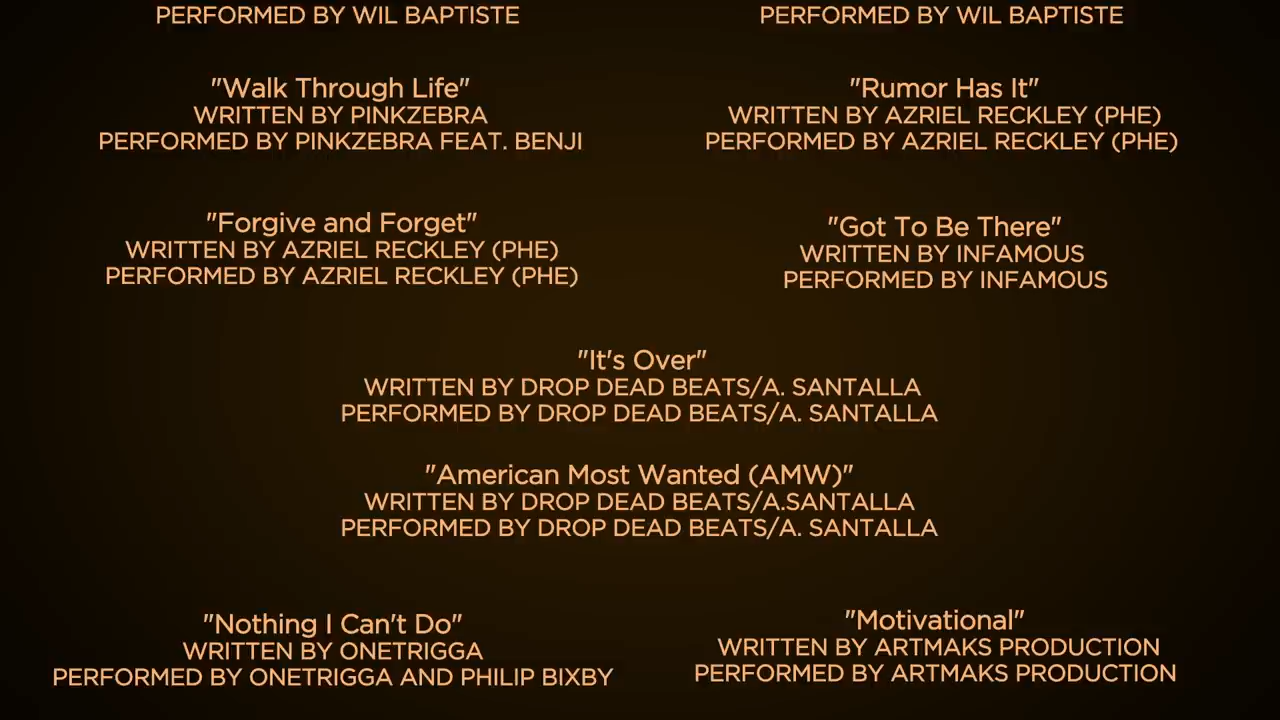 PERFORMED BY WIL BAPTISTE
PERFORMED BY WIL BAPTISTE
"Walk Through Life"
WRITTEN BY PINKZEBRA
PERFORMED BY PINKZEBRA FEAT. BENJI
"Rumor Has It"
WRITTEN BY AZRIEL RECKLEY (PHE)
PERFORMED BY AZRIEL RECKLEY (PHE)
"Forgive and Forget"
WRITTEN BY AZRIEL RECKLEY (PHE)
PERFORMED BY AZRIEL RECKLEY (PHE)
"Got To Be There"
WRITTEN BY INFAMOUS
PERFORMED BY INFAMOUS
"It's Over"
WRITTEN BY DROP DEAD BEATS/A. SANTALLA
PERFORMED BY DROP DEAD BEATS/A. SANTALLA
"American Most Wanted (AMW)"
WRITTEN BY DROP DEAD BEATS/A.SANTALLA
PERFORMED BY DROP DEAD BEATS/A. SANTALLA
"Nothing I Can't Do"
WRITTEN BY ONETRIGGA
PERFORMED BY ONETRIGGA AND PHILIP BIXBY
"Motivational"
WRITTEN BY ARTMAKS PRODUCTION
PERFORMED BY ARTMAKS PRODUCTION